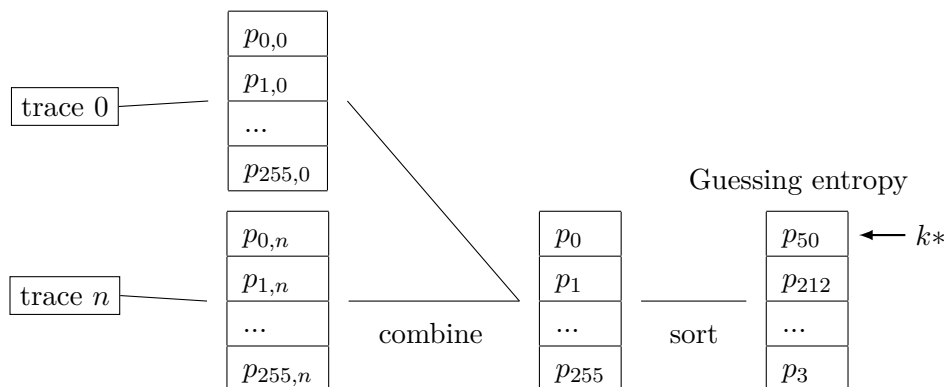 trace 0
p0,0
p1,0
...
p255,0
trace n
p0,n
p1,n
...
p255,n
combine
p0
p1
...
p255
sort
Guessing entropy
p50
p212
...
p3
k*